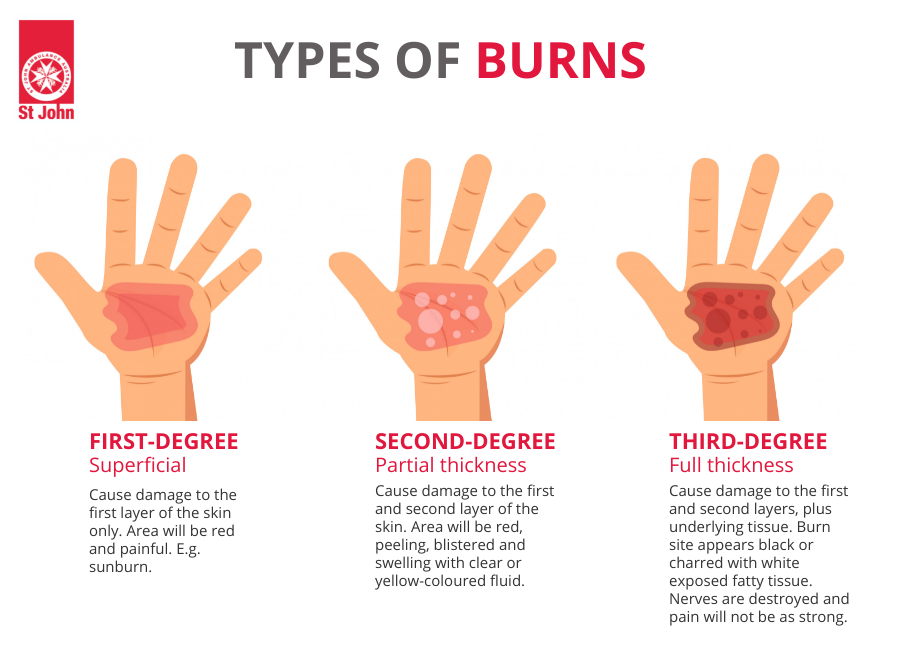 TYPES OF BURNS
ST JOHN AMBULANCE AUSTRALIA
St John
FIRST-DEGREE
Superficial
Cause damage to the
first layer of the skin
only. Area will be red
and painful. E.g.
sunburn.
SECOND-DEGREE
Partial thickness
Cause damage to the first
and second layer of the
skin. Area will be red,
peeling, blistered and
swelling with clear or
yellow-coloured fluid.
THIRD-DEGREE
Full thickness
Cause damage to the first
and second layers, plus
underlying tissue. Burn
site appears black or
charred with white
exposed fatty tissue.
Nerves are destroyed and
pain will not be as strong.